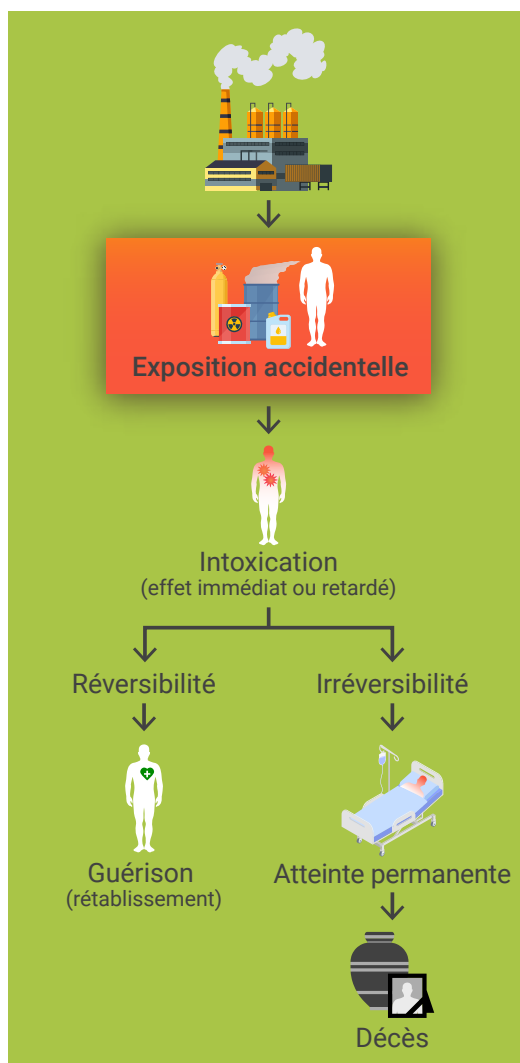 Exposition accidentelle
Intoxication
(effet immédiat ou retardé)
Réversibilité
Irréversibilité
Guérison
(rétablissement)
Atteinte permanente
Décès